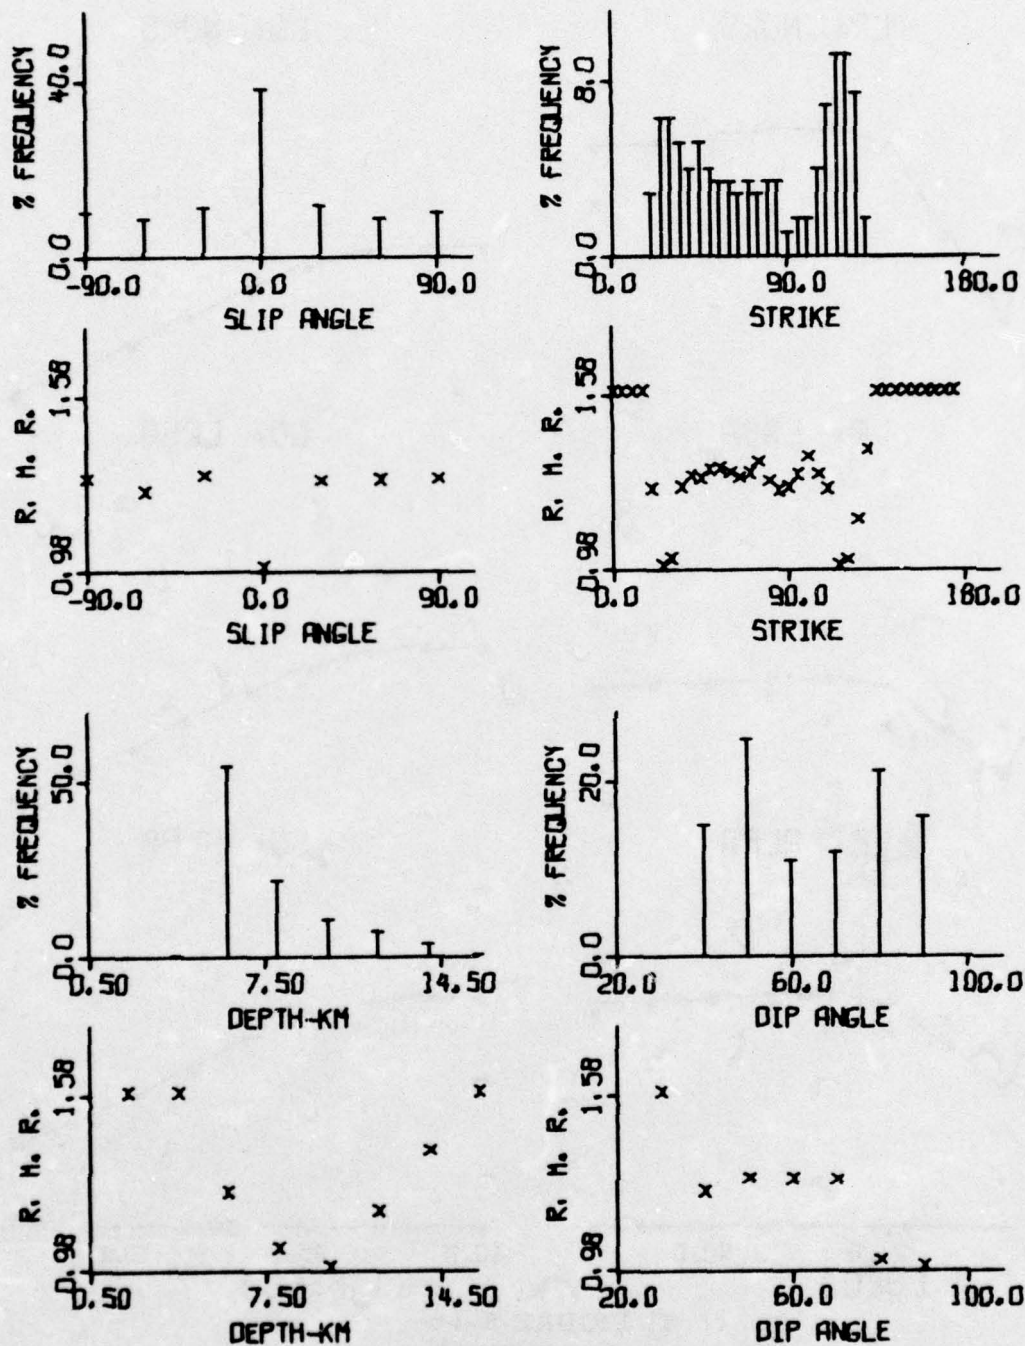 % FREQUENCY
40.0
0.0
-90.0 0.0 90.0
SLIP ANGLE
% FREQUENCY
8.0
0.0
0.0 90.0 180.0
STRIKE
R. M. R.
1.58
0.98
-90.0 0.0 90.0
SLIP ANGLE
R. M. R.
1.58
0.98
0.0 90.0 180.0
STRIKE
% FREQUENCY
50.0
0.0
0.50 7.50 14.50
DEPTH-KM
% FREQUENCY
20.0
0.0
20.0 60.0 100.0
DIP ANGLE
R. M. R.
1.58
0.98
0.50 7.50 14.50
DEPTH-KM
R. M. R.
1.58
0.98
20.0 60.0 100.0
DIP ANGLE